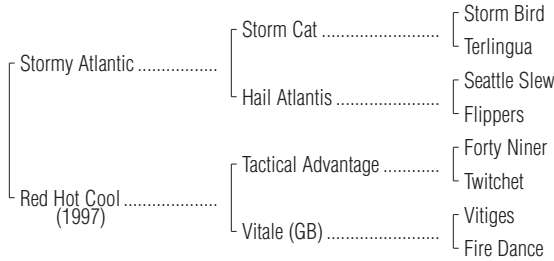 Storm Bird
Storm Cat ........................
Terlingua
Stormy Atlantic ................
Seattle Slew
Hail Atlantis .....................
Flippers
Forty Niner
Tactical Advantage ...........
Twitchet
Red Hot Cool ...................
(1997)
Vitiges
Vitale (GB) .......................
Fire Dance